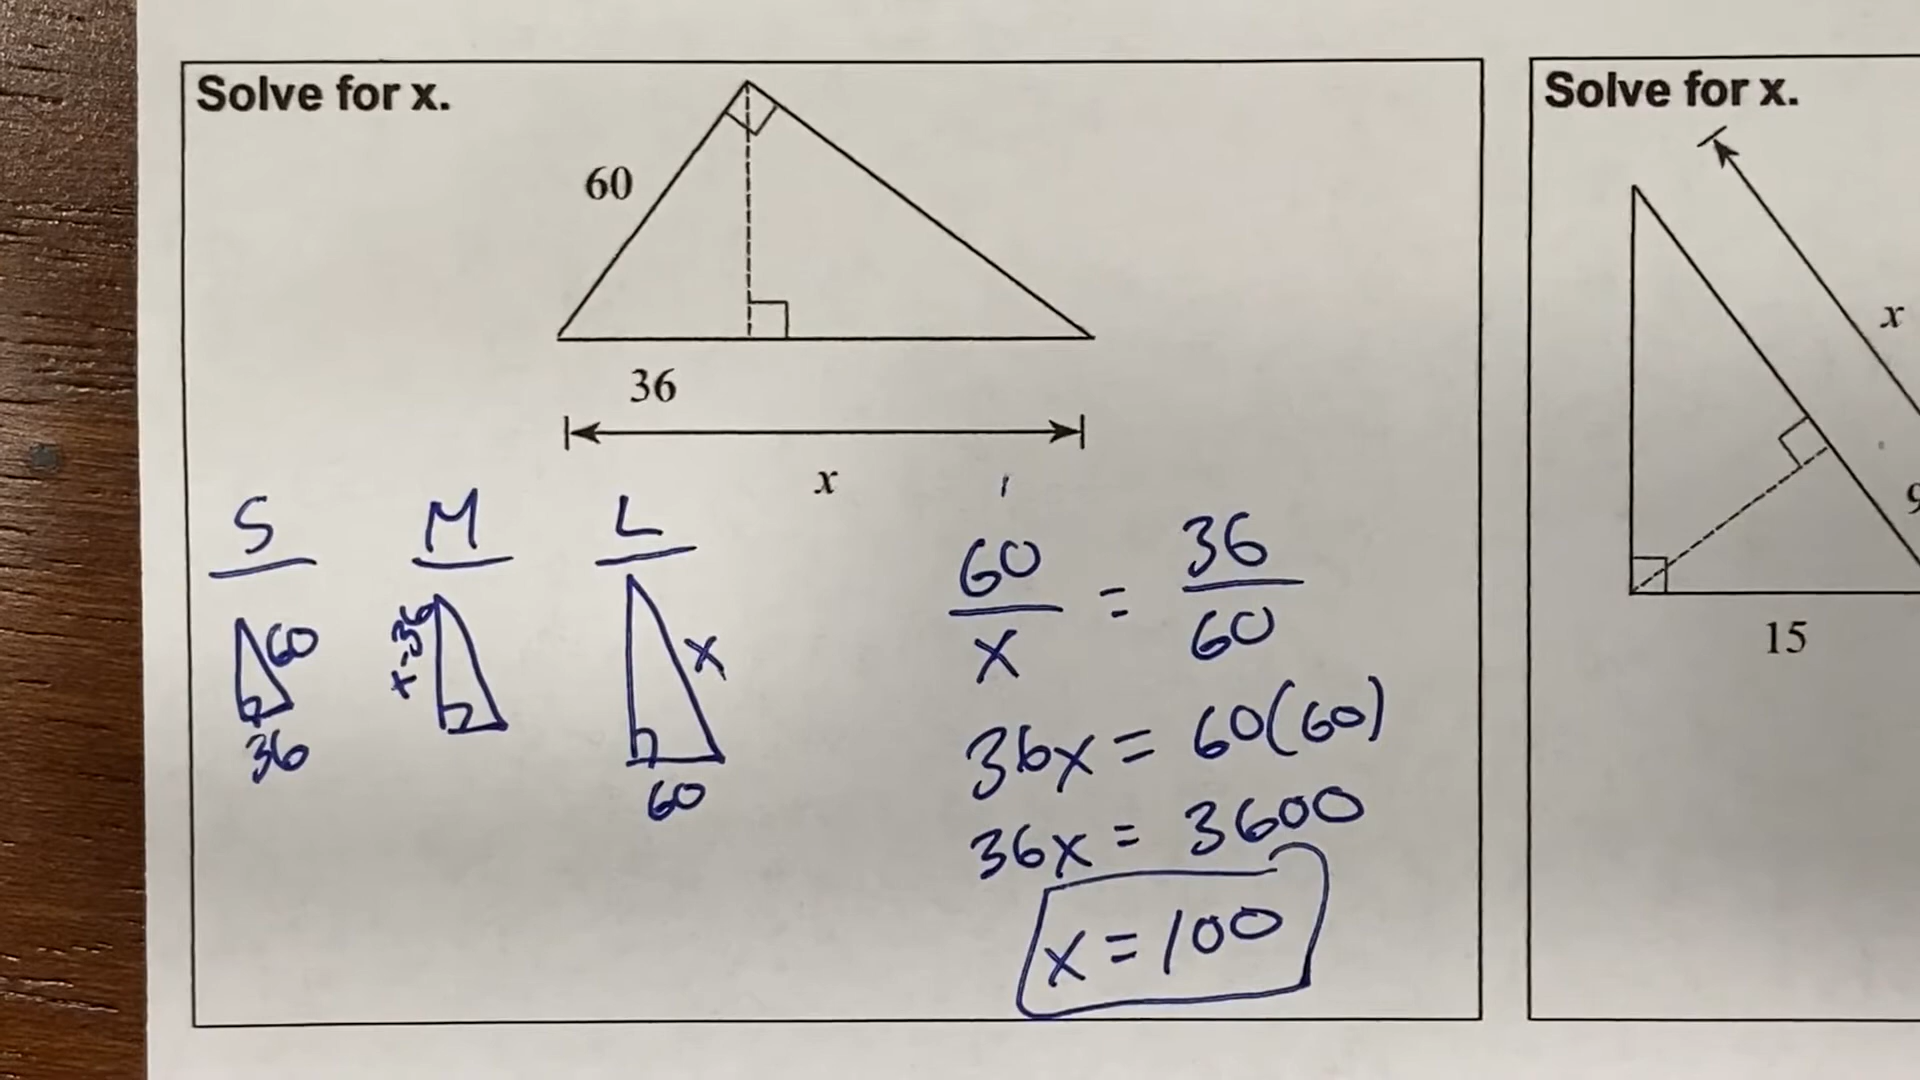 Solve for x.
60
36
x
S M L
60 x-36 x
36 60
60/x = 36/60
36x = 60(60)
36x = 3600
x = 100
Solve for x.
x
9
15